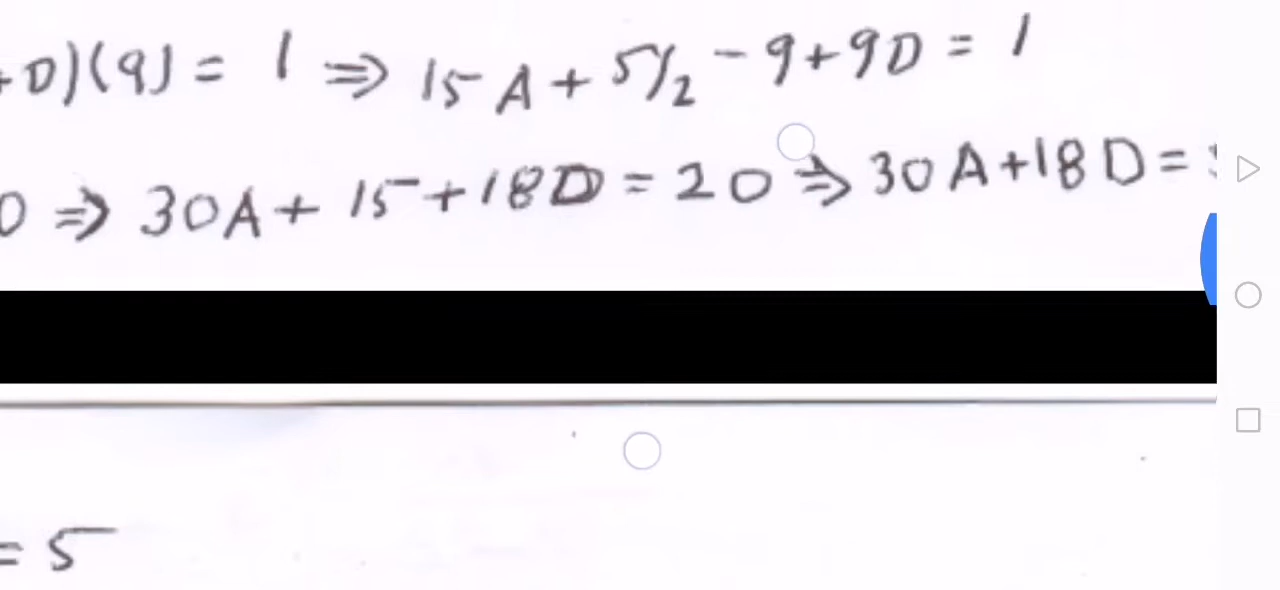 +D)(9) = 1 ⇒ 15A + 5/2 - 9 + 9D = 1
0 ⇒ 30A + 15 + 18D = 20 ⇒ 30A + 18D =
= 5